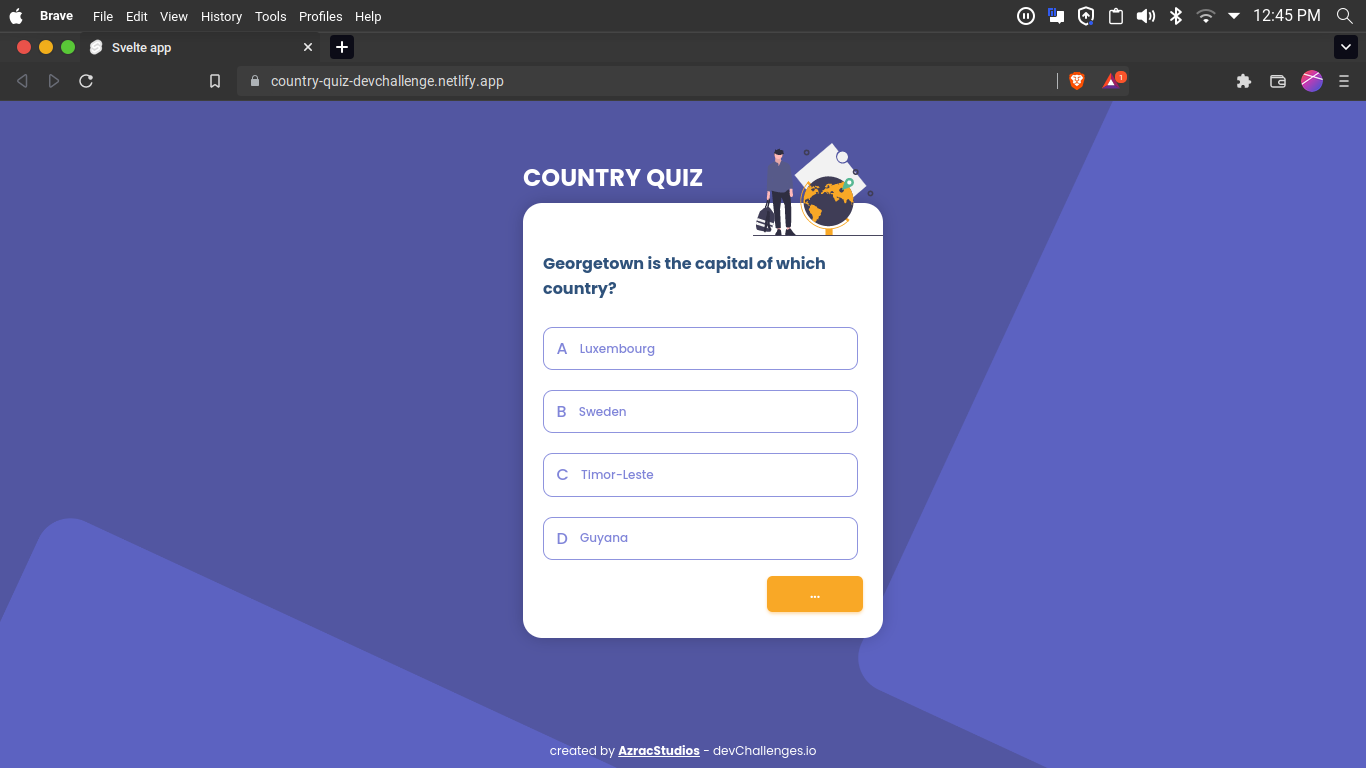 Brave File Edit View History Tools Profiles Help 12:45 PM
Svelte app
country-quiz-devchallenge.netlify.app 1
COUNTRY QUIZ
Georgetown is the capital of which
country?
A Luxembourg
B Sweden
C Timor-Leste
D Guyana
...
created by AzracStudios - devChallenges.io